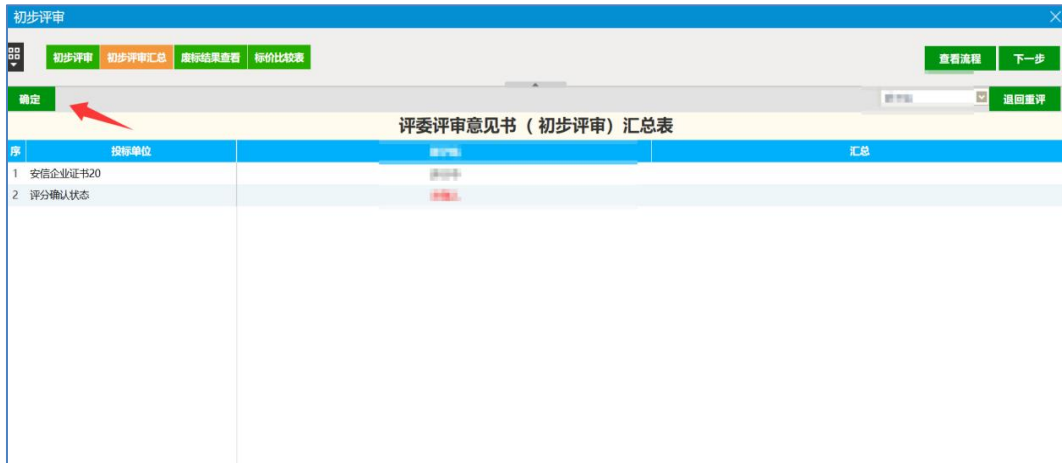 初步评审
初步评审 初步评审汇总 废标结果查看 标价比较表 查看流程 下一步
确定 退回重评
评委评审意见书（初步评审）汇总表
序 投标单位 汇总
1 安信企业证书20
2 评分确认状态